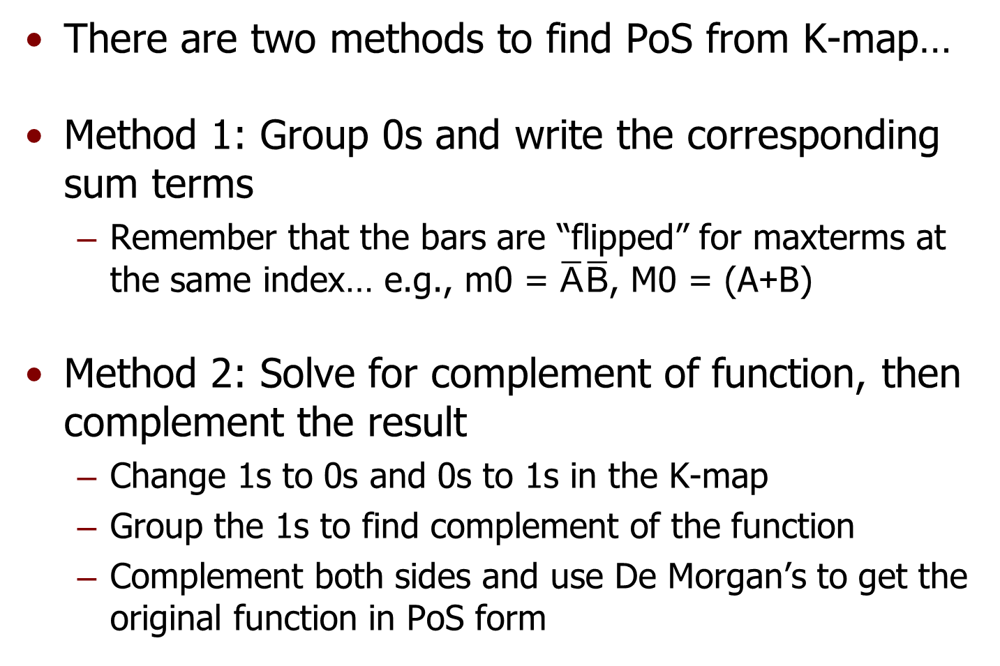 • There are two methods to find PoS from K-map…
• Method 1: Group 0s and write the corresponding
sum terms
– Remember that the bars are “flipped” for maxterms at
the same index… e.g., m0 = A̅ B̅, M0 = (A+B)
• Method 2: Solve for complement of function, then
complement the result
– Change 1s to 0s and 0s to 1s in the K-map
– Group the 1s to find complement of the function
– Complement both sides and use De Morgan’s to get the
original function in PoS form